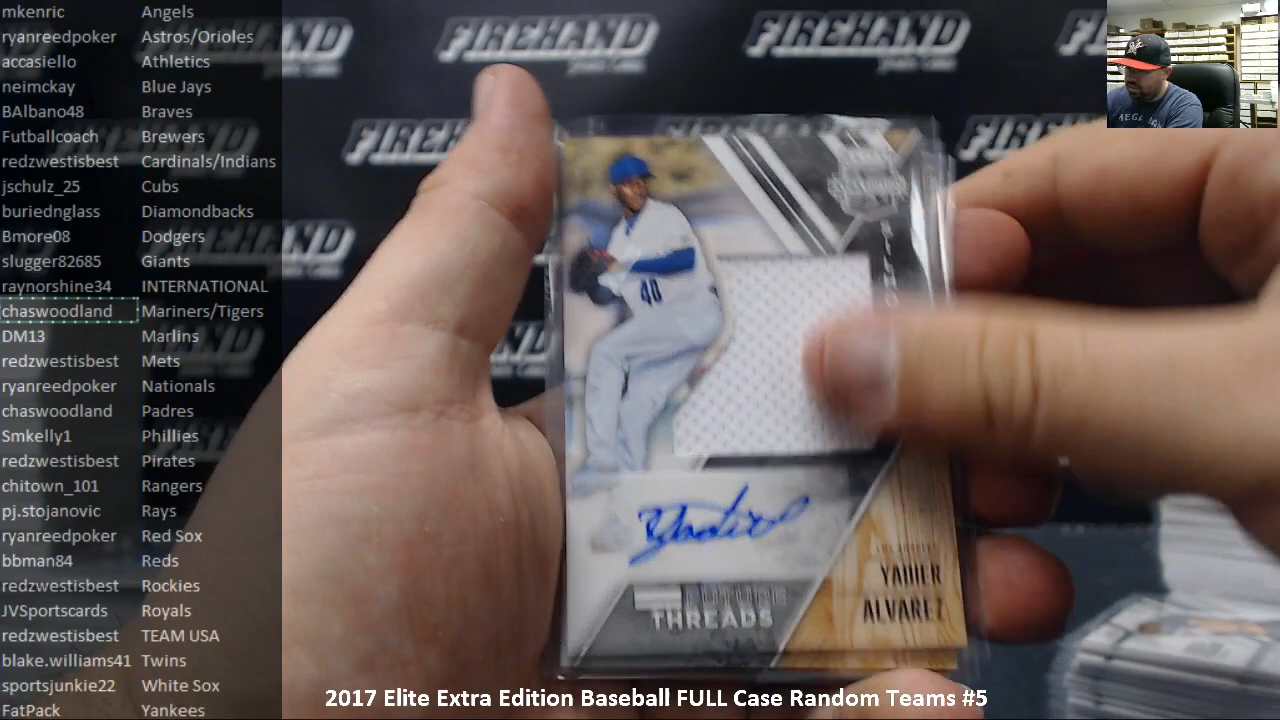 mkenric Angels
ryanreedpoker Astros/Orioles
accasiello Athletics
neimckay Blue Jays
BAlbano48 Braves
Futballcoach Brewers
redzwestisbest Cardinals/Indians
jschulz_25 Cubs
buriednglass Diamondbacks
Bmore08 Dodgers
slugger82685 Giants
raynorshine34 INTERNATIONAL
chaswoodland Mariners/Tigers
DM13 Marlins
redzwestisbest Mets
ryanreedpoker Nationals
chaswoodland Padres
Smkelly1 Phillies
redzwestisbest Pirates
chitown_101 Rangers
pj.stojanovic Rays
ryanreedpoker Red Sox
bbman84 Reds
redzwestisbest Rockies
JVSportscards Royals
redzwestisbest TEAM USA
blake.williams41 Twins
sportsjunkie22 White Sox
FatPack Yankees
FIREHAND
FIREHAND
FIREHAND
40
FUTURE
THREADS
YADIER
ALVAREZ
2017 Elite Extra Edition Baseball FULL Case Random Teams #5